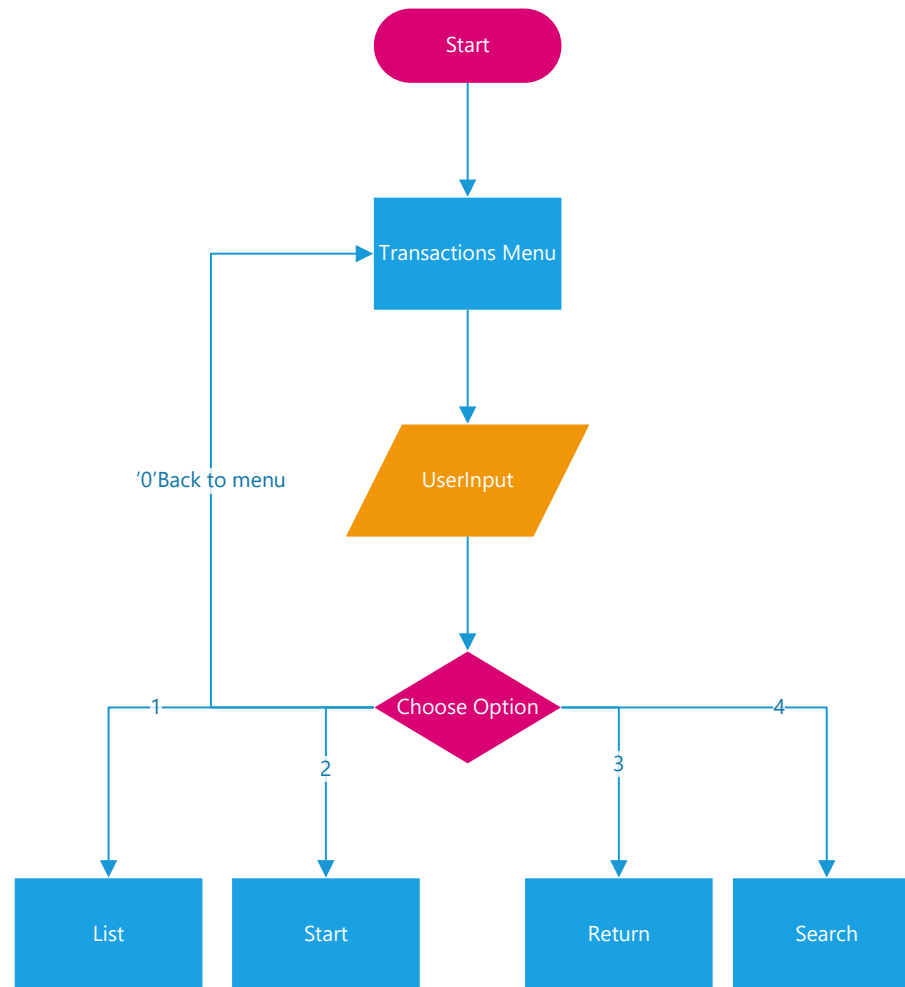 Start
Transactions Menu
'0'Back to menu
UserInput
Choose Option
1
2
3
4
List
Start
Return
Search